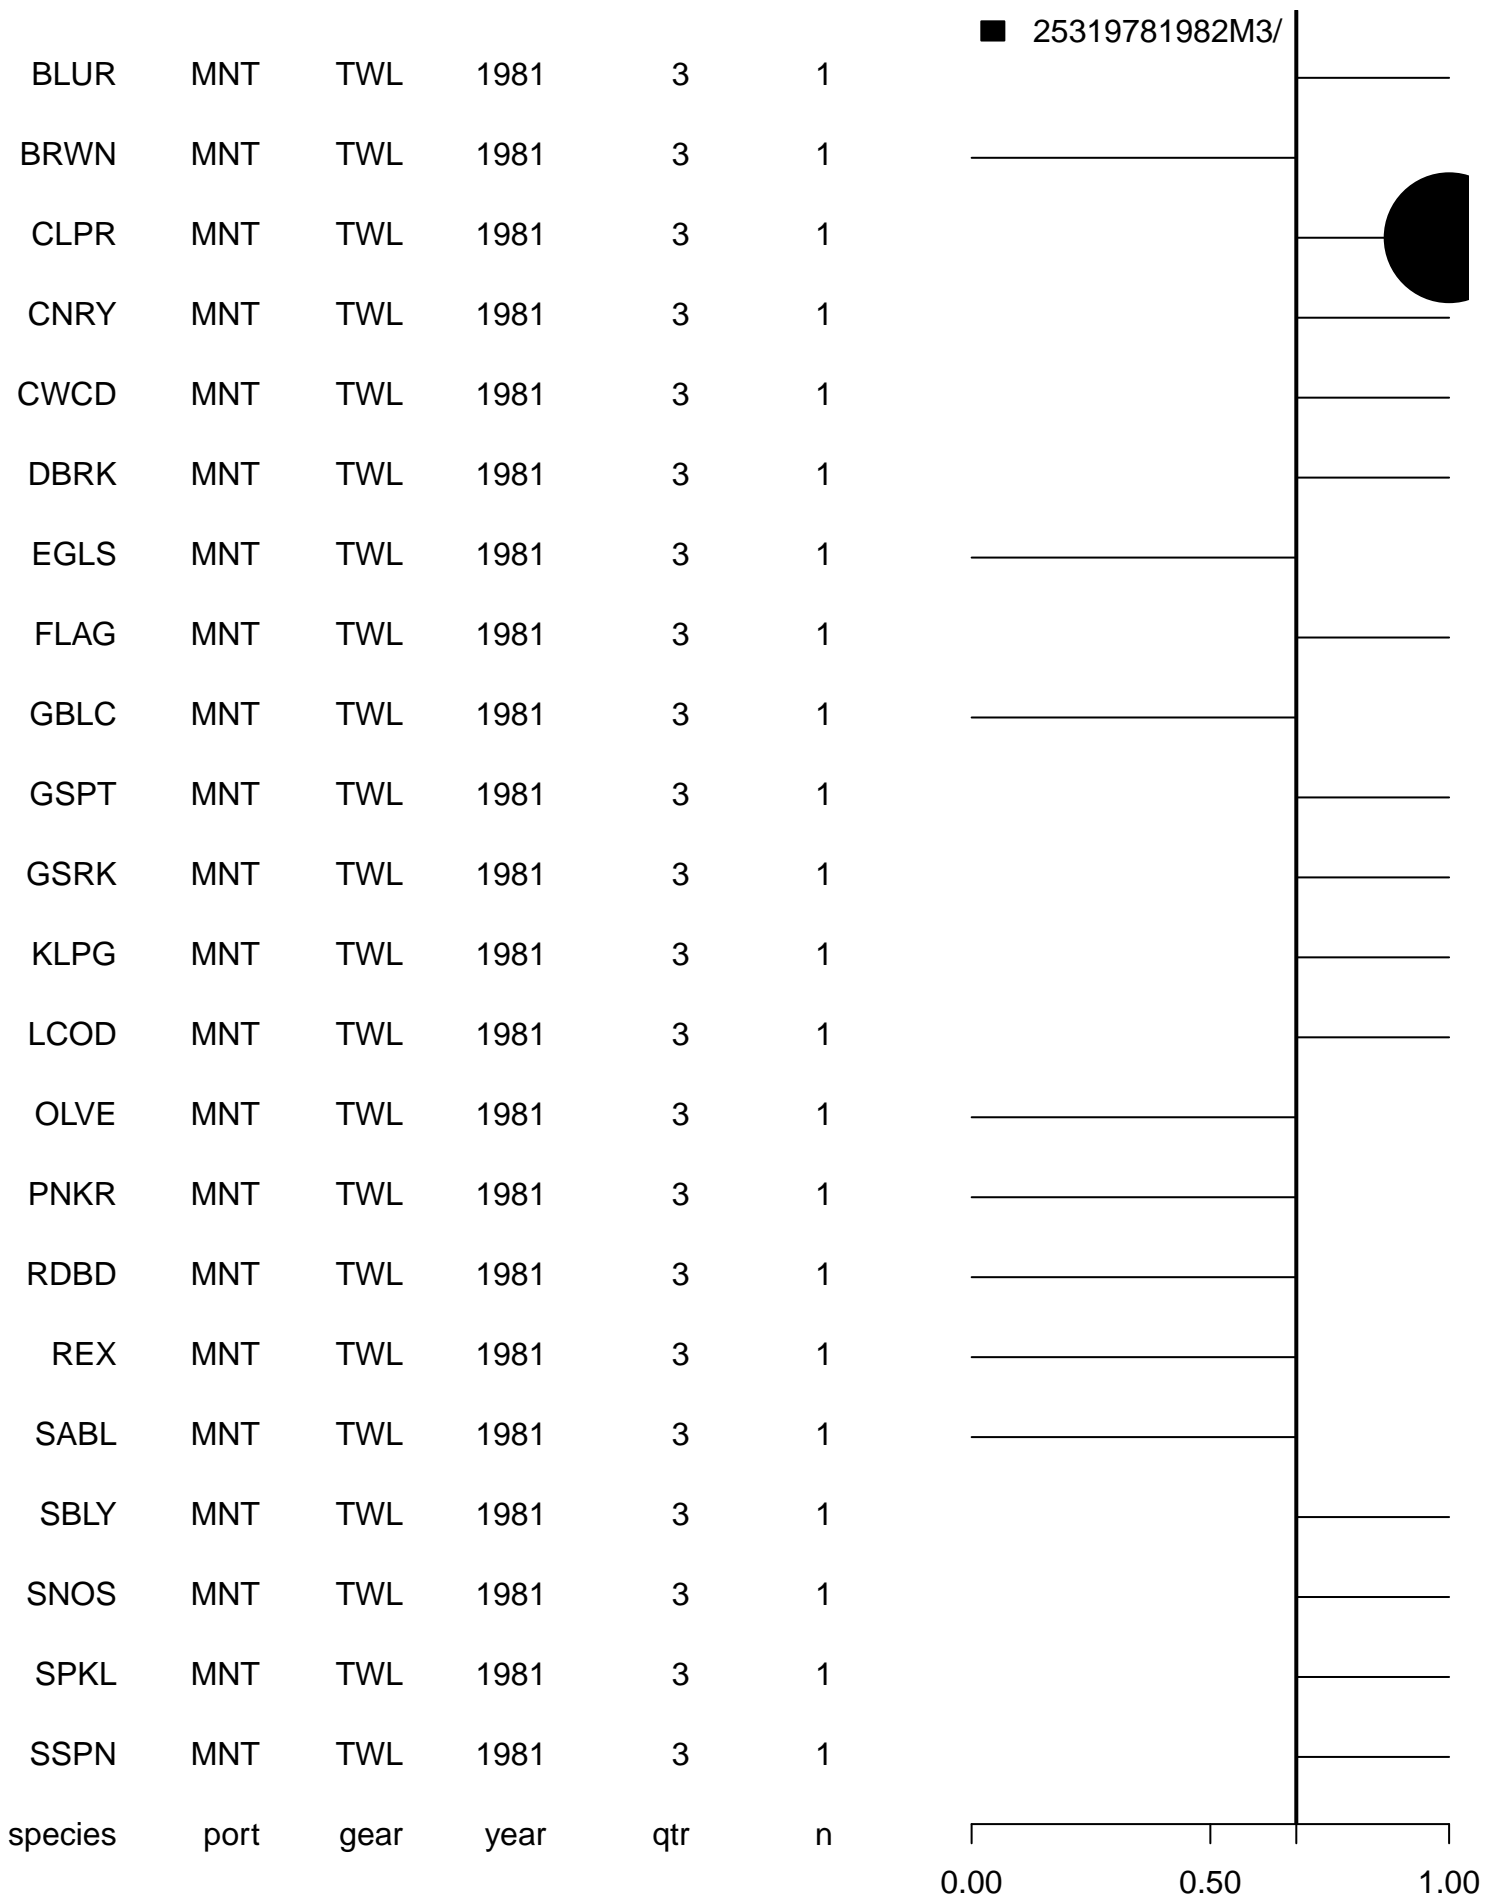 25319781982M3/
BLUR MNT TWL 1981 3 1
BRWN MNT TWL 1981 3 1
CLPR MNT TWL 1981 3 1
CNRY MNT TWL 1981 3 1
CWCD MNT TWL 1981 3 1
DBRK MNT TWL 1981 3 1
EGLS MNT TWL 1981 3 1
FLAG MNT TWL 1981 3 1
GBLC MNT TWL 1981 3 1
GSPT MNT TWL 1981 3 1
GSRK MNT TWL 1981 3 1
KLPG MNT TWL 1981 3 1
LCOD MNT TWL 1981 3 1
OLVE MNT TWL 1981 3 1
PNKR MNT TWL 1981 3 1
RDBD MNT TWL 1981 3 1
REX MNT TWL 1981 3 1
SABL MNT TWL 1981 3 1
SBLY MNT TWL 1981 3 1
SNOS MNT TWL 1981 3 1
SPKL MNT TWL 1981 3 1
SSPN MNT TWL 1981 3 1
species port gear year qtr n
0.00 0.50 1.00